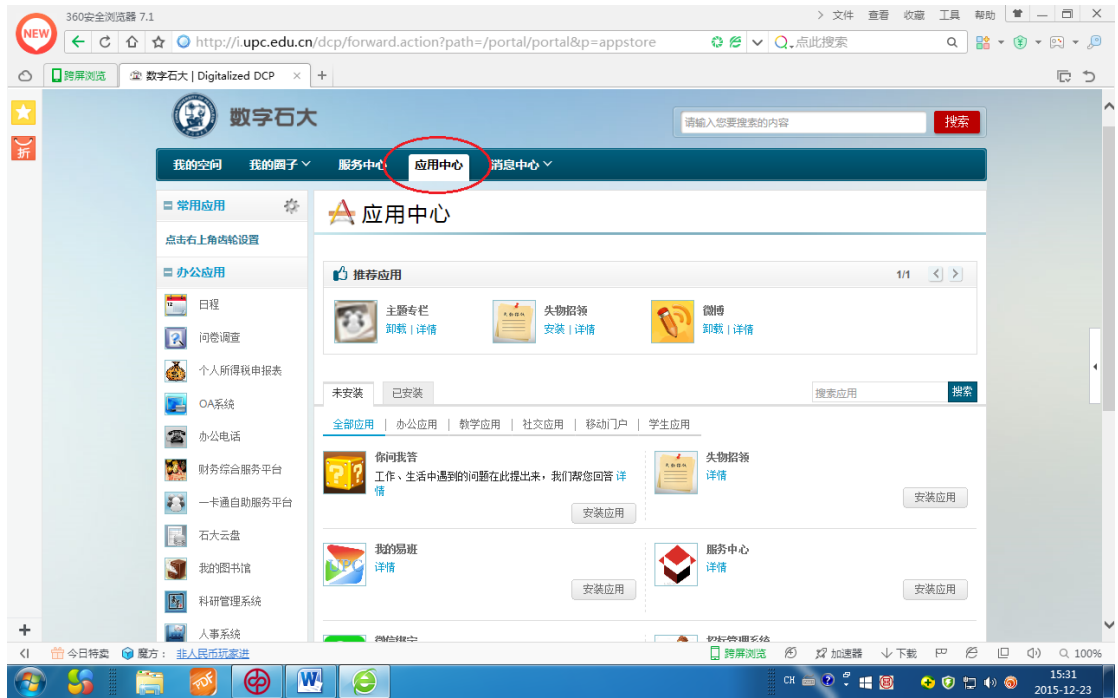 360安全浏览器 7.1
文件 查看 收藏 工具 帮助
NEW
http://i.upc.edu.cn/dcp/forward.action?path=/portal/portal&p=appstore
点此搜索
跨屏浏览
数字石大 | Digitalized DCP
折
数字石大
请输入您要搜索的内容
搜索
我的空间 我的圈子 服务中心 应用中心 消息中心
常用应用
点击右上角齿轮设置
办公应用
日程
问卷调查
个人所得税申报表
OA系统
办公电话
财务综合服务平台
一卡通自助服务平台
石大云盘
我的图书馆
科研管理系统
人事系统
应用中心
推荐应用
1/1
主题专栏
卸载 | 详情
失物招领
安装 | 详情
微博
卸载 | 详情
未安装 已安装
搜索应用
搜索
全部应用 | 办公应用 | 教学应用 | 社交应用 | 移动门户 | 学生应用
你问我答
工作、生活中遇到的问题在此提出来，我们帮您回答 详
情
安装应用
失物招领
详情
安装应用
我的易班
详情
安装应用
服务中心
详情
安装应用
微信绑定
招标管理系统
今日特卖 魔方： 非人民币玩家进
跨屏浏览 加速器 下载 100%
CH
15:31
2015-12-23